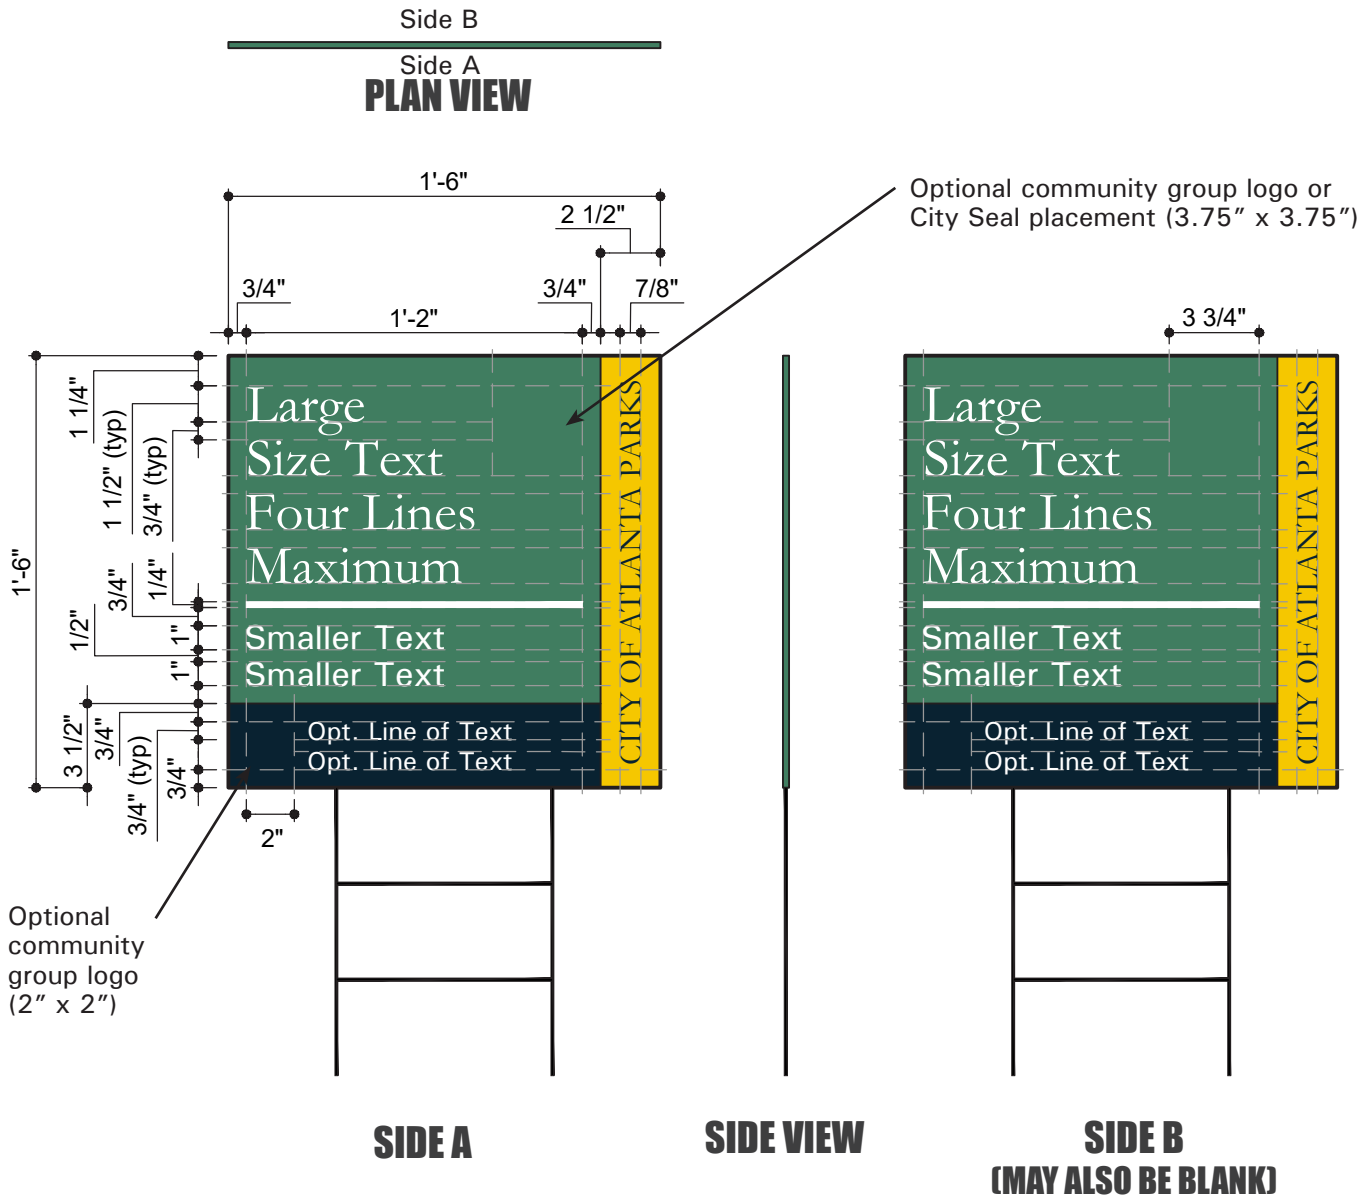 Side B
Side A
PLAN VIEW
1'-6"
2 1/2"
3/4"
3/4"
7/8"
1'-2"
Optional community group logo or
City Seal placement (3.75" x 3.75")
3 3/4"
1'-6"
1 1/4"
1 1/2" (typ)
3/4" (typ)
3/4"
1/4"
1/2"
1"
1"
3 1/2"
3/4"
3/4" (typ)
3/4"
2"
Large
Size Text
Four Lines
Maximum
Smaller Text
Smaller Text
Opt. Line of Text
Opt. Line of Text
CITY OF ATLANTA PARKS
Large
Size Text
Four Lines
Maximum
Smaller Text
Smaller Text
Opt. Line of Text
Opt. Line of Text
CITY OF ATLANTA PARKS
Optional
community
group logo
(2" x 2")
SIDE A
SIDE VIEW
SIDE B
(MAY ALSO BE BLANK)